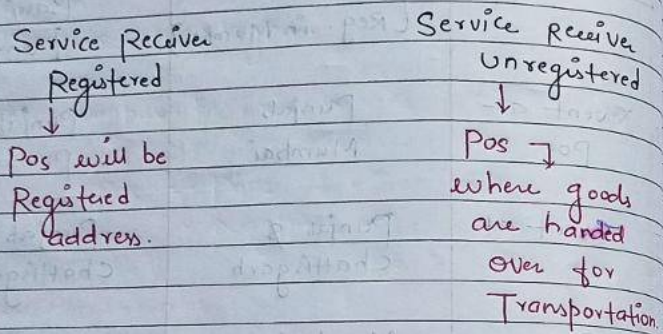 Service Receiver
Registered
↓
Pos will be
Registered
address.
Service Receiver
Unregistered
↓
Pos →
where goods
are handed
over for
Transportation